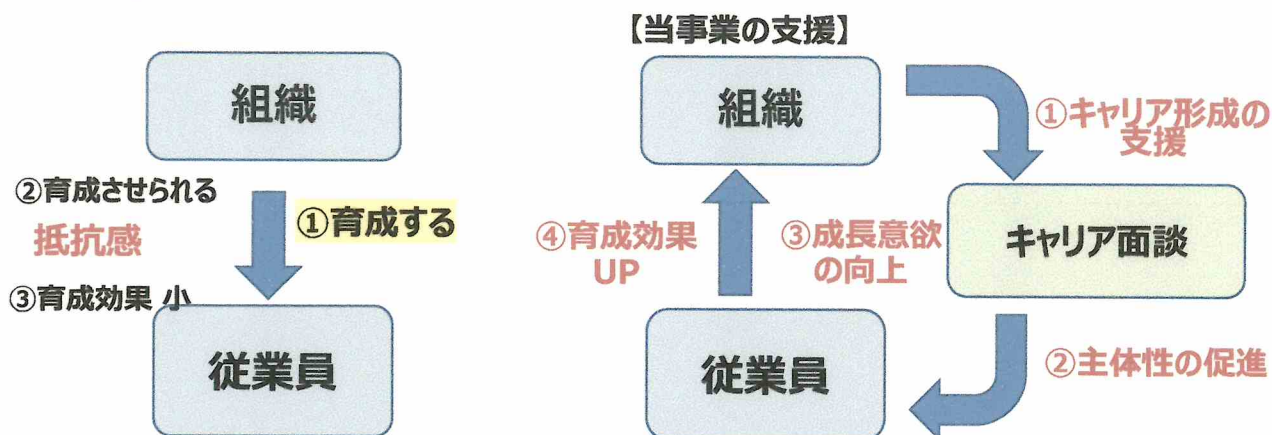 組織
②育成させられる
抵抗感
①育成する
③育成効果 小
従業員
【当事業の支援】
組織
①キャリア形成の
支援
キャリア面談
②主体性の促進
③成長意欲
の向上
④育成効果
UP
従業員